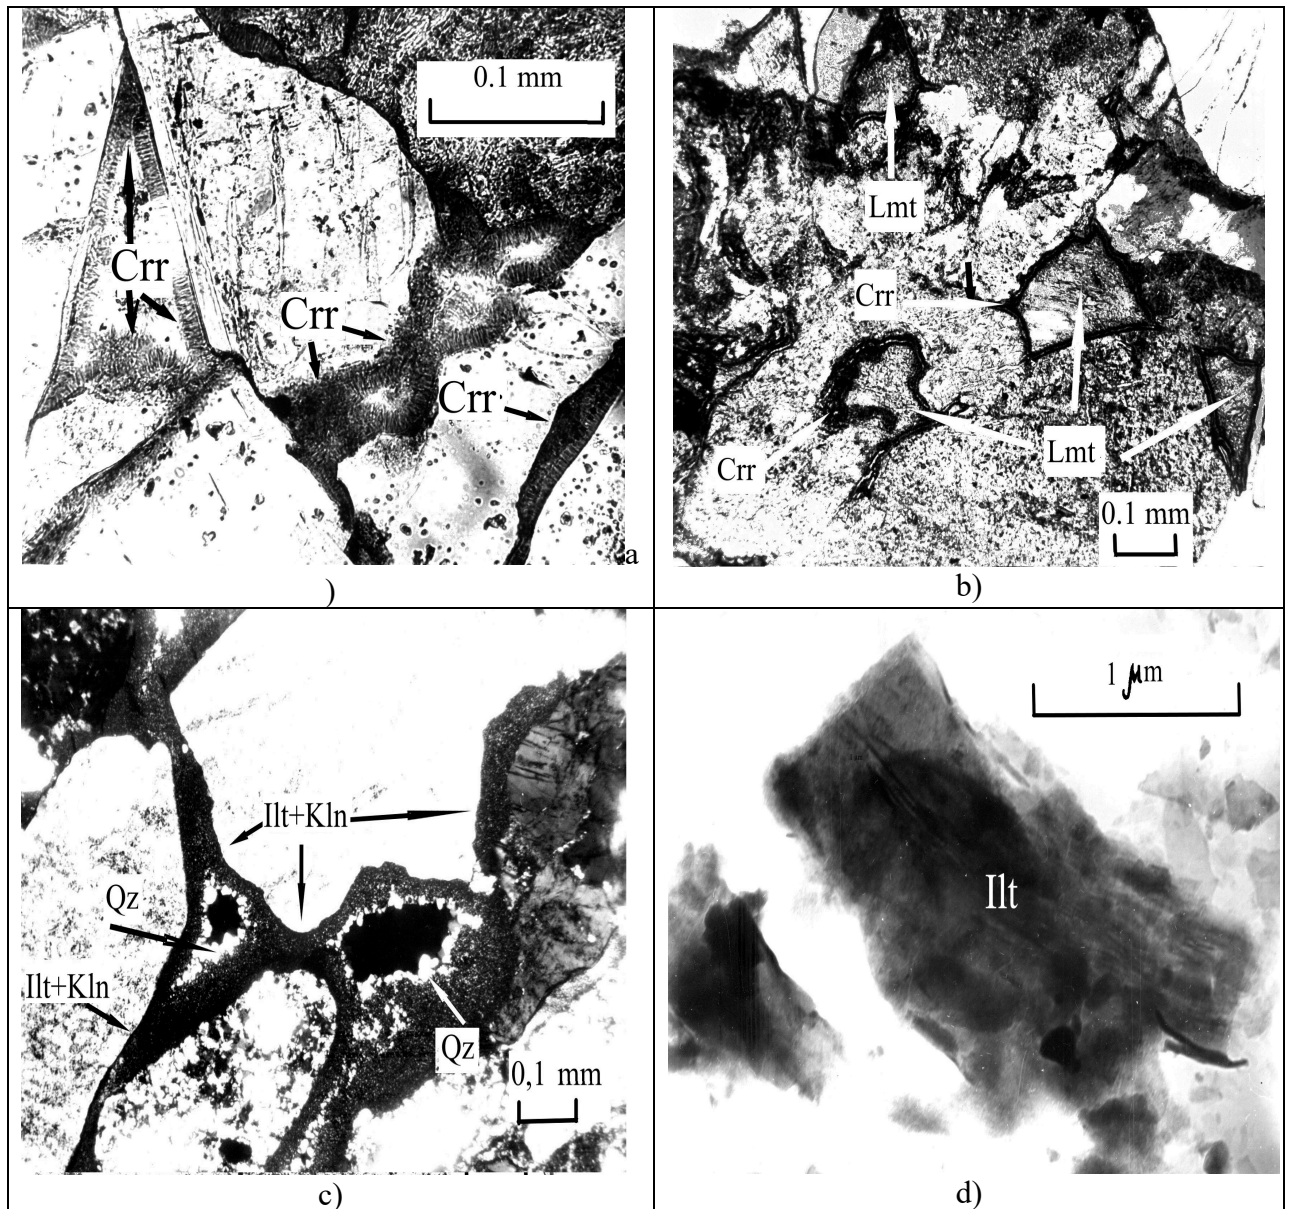 0.1 mm
Crr
Crr
Crr
a
)
Lmt
Crr
Crr
Lmt
0.1 mm
b)
Ilt+Kln
Qz
Ilt+Kln
Qz
0,1 mm
c)
1 μm
Ilt
d)